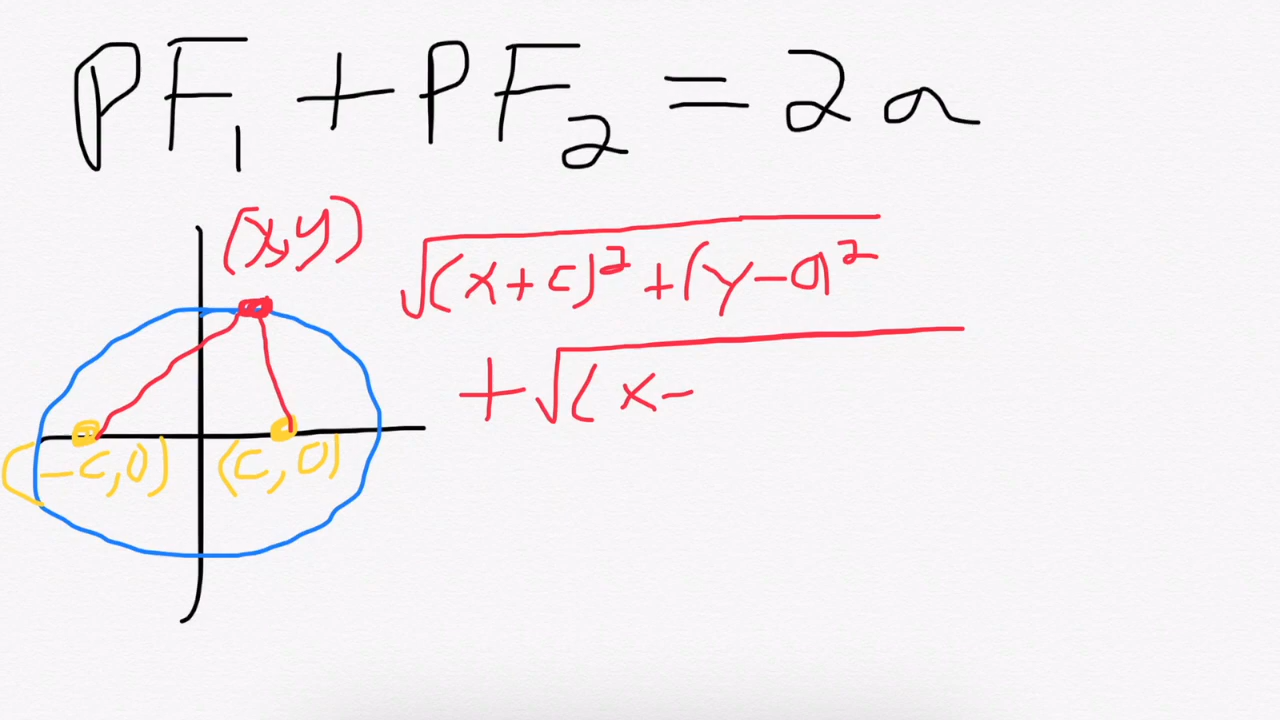 PF₁ + PF₂ = 2a
(x,y)
√(x+c)² + (y-0)²
+ √(x-
(-c,0) (c,0)